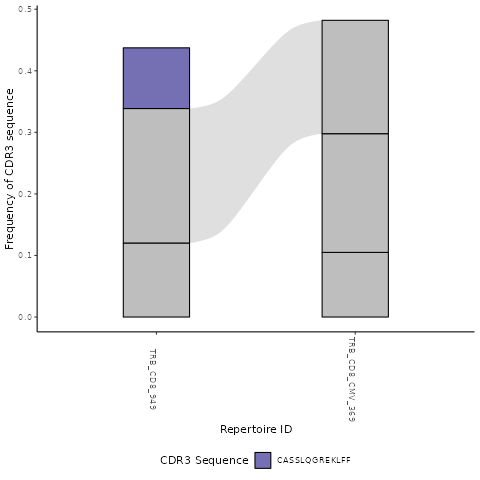 0.5
0.4
0.3
0.2
0.1
0.0
Frequency of CDR3 sequence
TRB_CD8_949
TRB_CD8_CMV_369
Repertoire ID
CDR3 Sequence
CASSLQGREKLFF